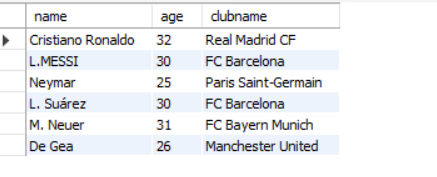 name age clubname
Cristiano Ronaldo 32 Real Madrid CF
L.MESSI 30 FC Barcelona
Neymar 25 Paris Saint-Germain
L. Suárez 30 FC Barcelona
M. Neuer 31 FC Bayern Munich
De Gea 26 Manchester United